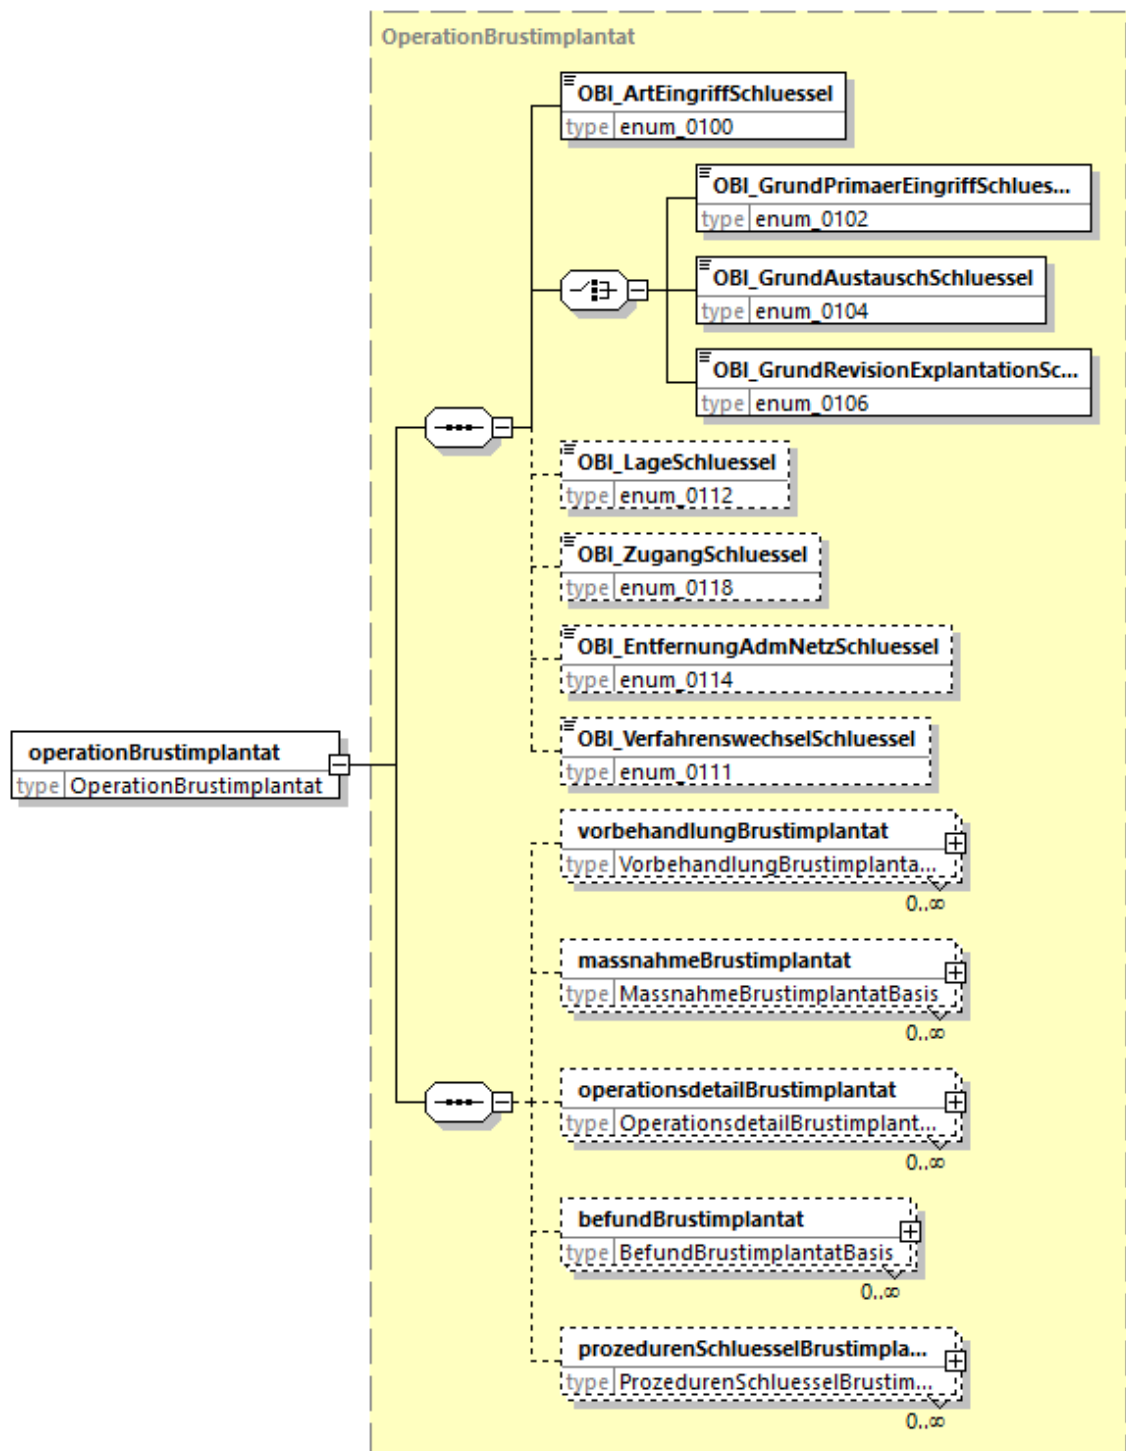 OperationBrustimplantat
OBI_ArtEingriffSchluessel
type enum_0100
OBI_GrundPrimaerEingriffSchlues...
type enum_0102
OBI_GrundAustauschSchluessel
type enum_0104
OBI_GrundRevisionExplantationSc...
type enum_0106
OBI_LageSchluessel
type enum_0112
OBI_ZugangSchluessel
type enum_0118
OBI_EntfernungAdmNetzSchluessel
type enum_0114
OBI_VerfahrenswechselSchluessel
type enum_0111
operationBrustimplantat
type OperationBrustimplantat
vorbehandlungBrustimplantat
type VorbehandlungBrustimplanta...
0..∞
massnahmeBrustimplantat
type MassnahmeBrustimplantatBasis
0..∞
operationsdetailBrustimplantat
type OperationsdetailBrustimplant...
0..∞
befundBrustimplantat
type BefundBrustimplantatBasis
0..∞
prozedurenSchluesselBrustimpla...
type ProzedurenSchluesselBrustim...
0..∞